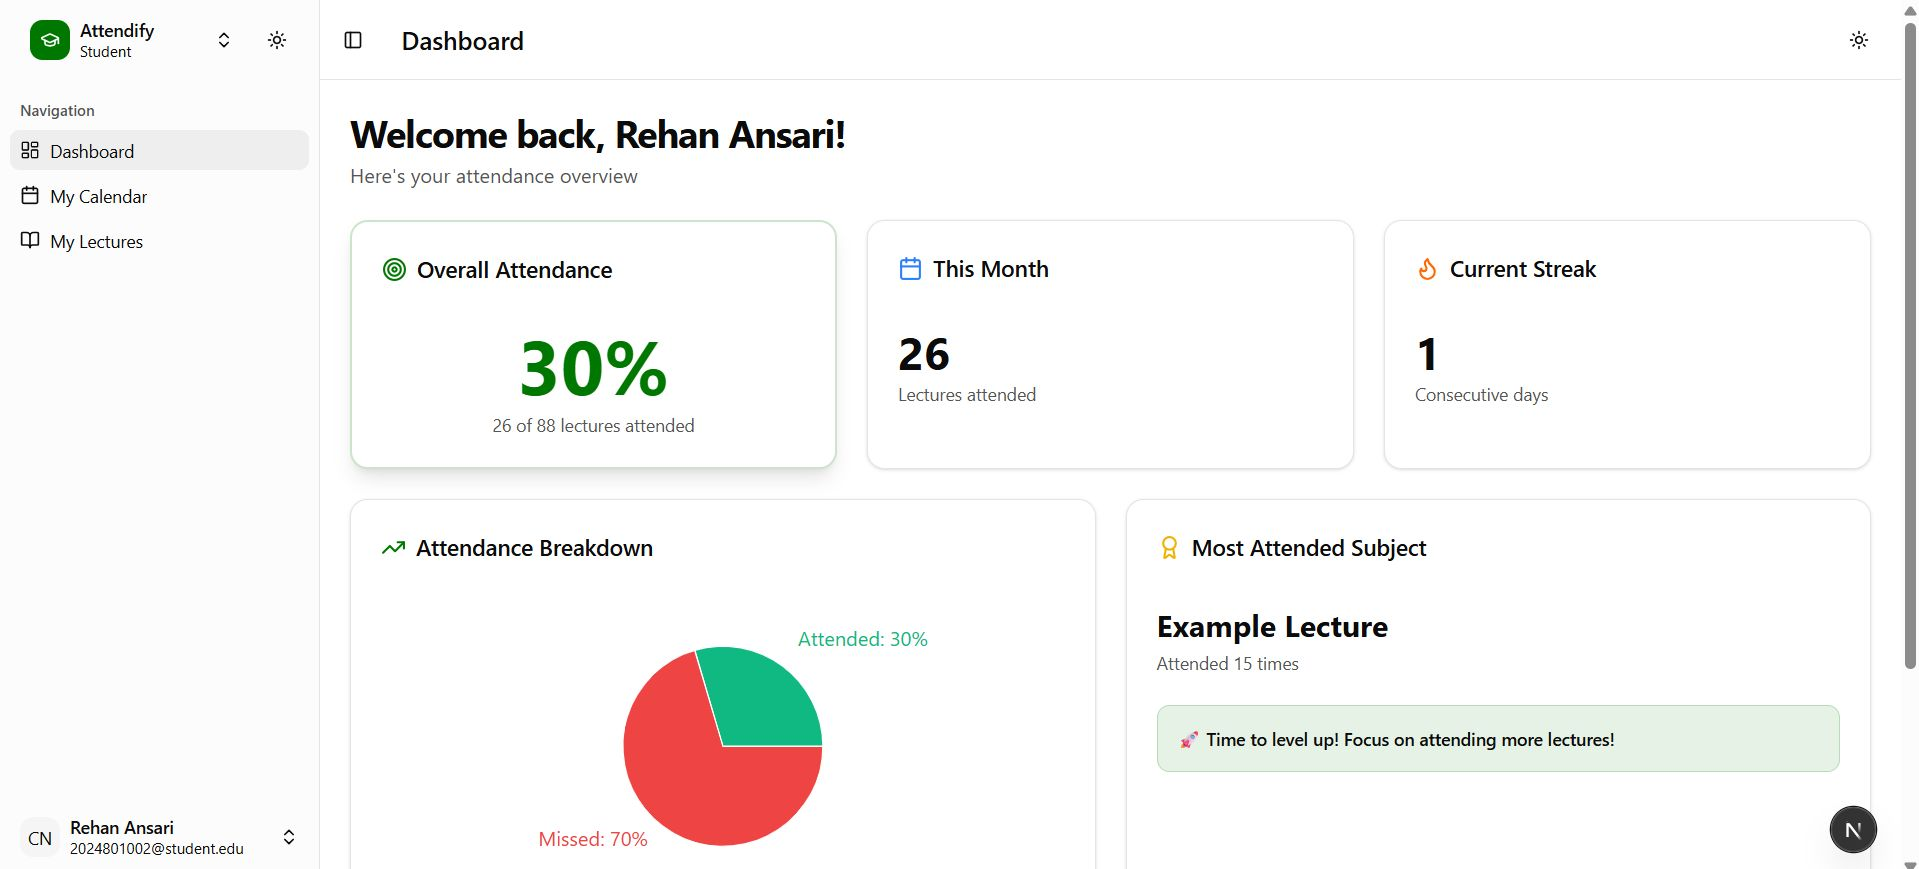 Attendify
Student
Navigation
Dashboard
My Calendar
My Lectures
Rehan Ansari
2024801002@student.edu
CN
Dashboard
Welcome back, Rehan Ansari!
Here's your attendance overview
Overall Attendance
30%
26 of 88 lectures attended
This Month
26
Lectures attended
Current Streak
1
Consecutive days
Attendance Breakdown
Attended: 30%
Missed: 70%
Most Attended Subject
Example Lecture
Attended 15 times
🚀 Time to level up! Focus on attending more lectures!
N